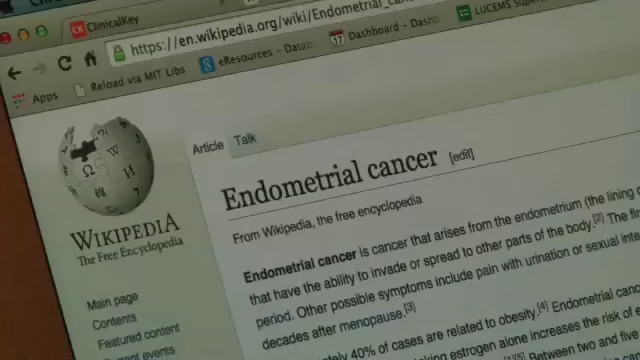 ClinicalKey
https://en.wikipedia.org/wiki/Endometrial_can
Apps Reload via MIT Libs eResources - Datab Dashboard - Dashb LUCEMS
Article Talk
WIKIPEDIA
The Free Encyclopedia
Main page
Contents
Featured content
Current events
Endometrial cancer [edit]
From Wikipedia, the free encyclopedia
Endometrial cancer is cancer that arises from the endometrium (the lining
that have the ability to invade or spread to other parts of the body.[2] The
period. Other possible symptoms include pain with urination or sexual
decades after menopause.[3]
40% of cases are related to obesity.[4] Endometrial
estrogen alone increases the risk of
between two and five